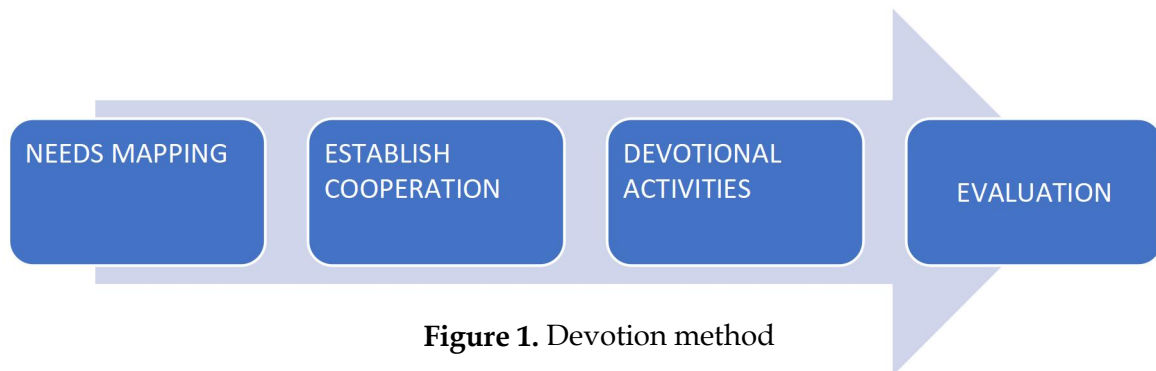 NEEDS MAPPING
ESTABLISH
COOPERATION
DEVOTIONAL
ACTIVITIES
EVALUATION
Figure 1. Devotion method